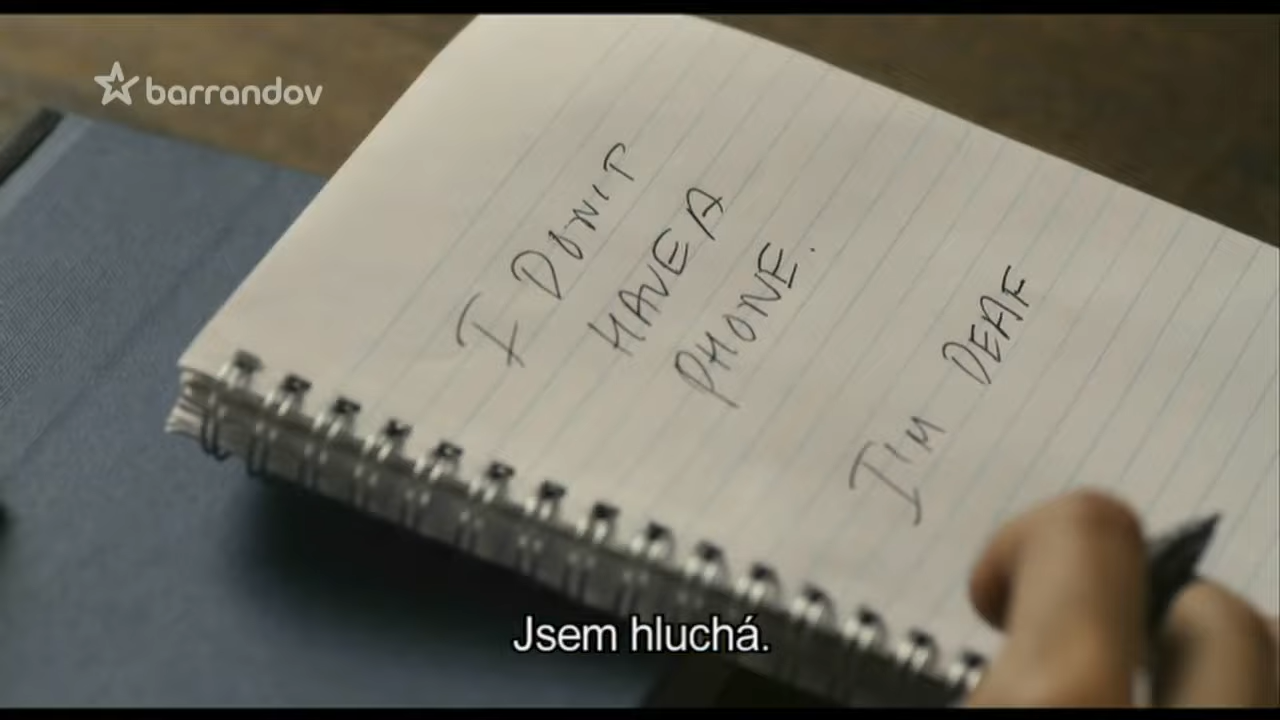 barrandov
I DON'T
HAVE A
PHONE.
I'M DEAF
Jsem hluchá.